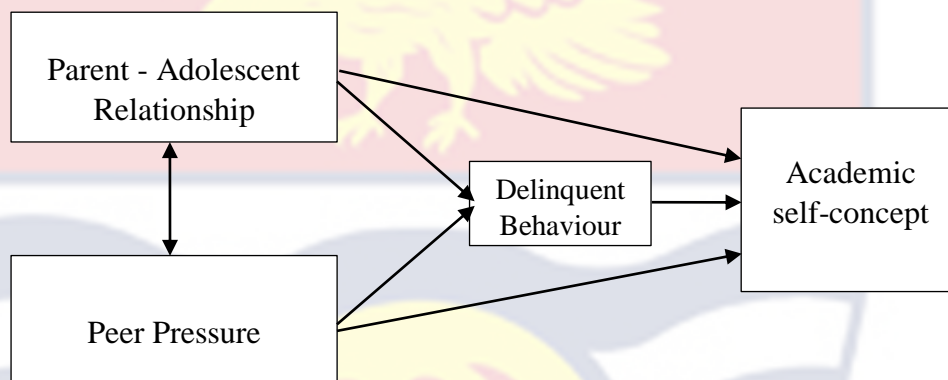 Parent - Adolescent
Relationship
Delinquent
Behaviour
Academic
self-concept
Peer Pressure